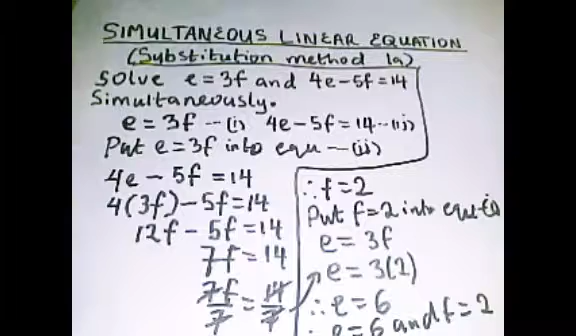 SIMULTANEOUS LINEAR EQUATION
(Substitution method 1a)
Solve e=3f and 4e-5f=14
Simultaneously.
e=3f --(i) 4e-5f=14--(ii)
Put e=3f into equ --(ii)
4e - 5f =14
4(3f)-5f=14
12f - 5f =14
7f = 14
7f/7 = 14/7
∴ f=2
Put f=2 into equ (i)
e= 3f
e= 3(2)
∴ e= 6
∴ e=6 and f=2